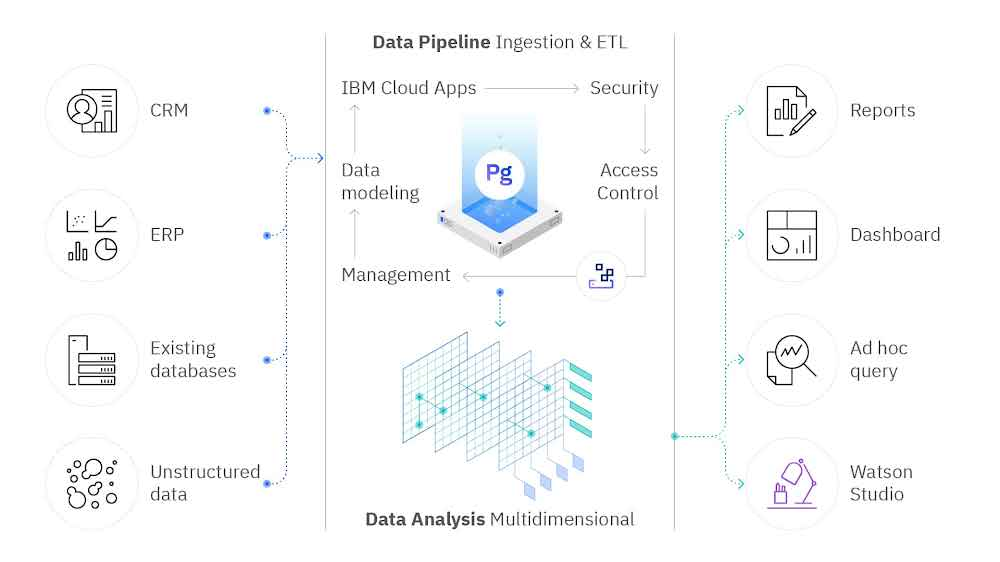 Data Pipeline Ingestion & ETL
CRM
ERP
Existing
databases
Unstructured
data
IBM Cloud Apps
Security
Data
modeling
Pg
Access
Control
Management
Data Analysis Multidimensional
Reports
Dashboard
Ad hoc
query
Watson
Studio